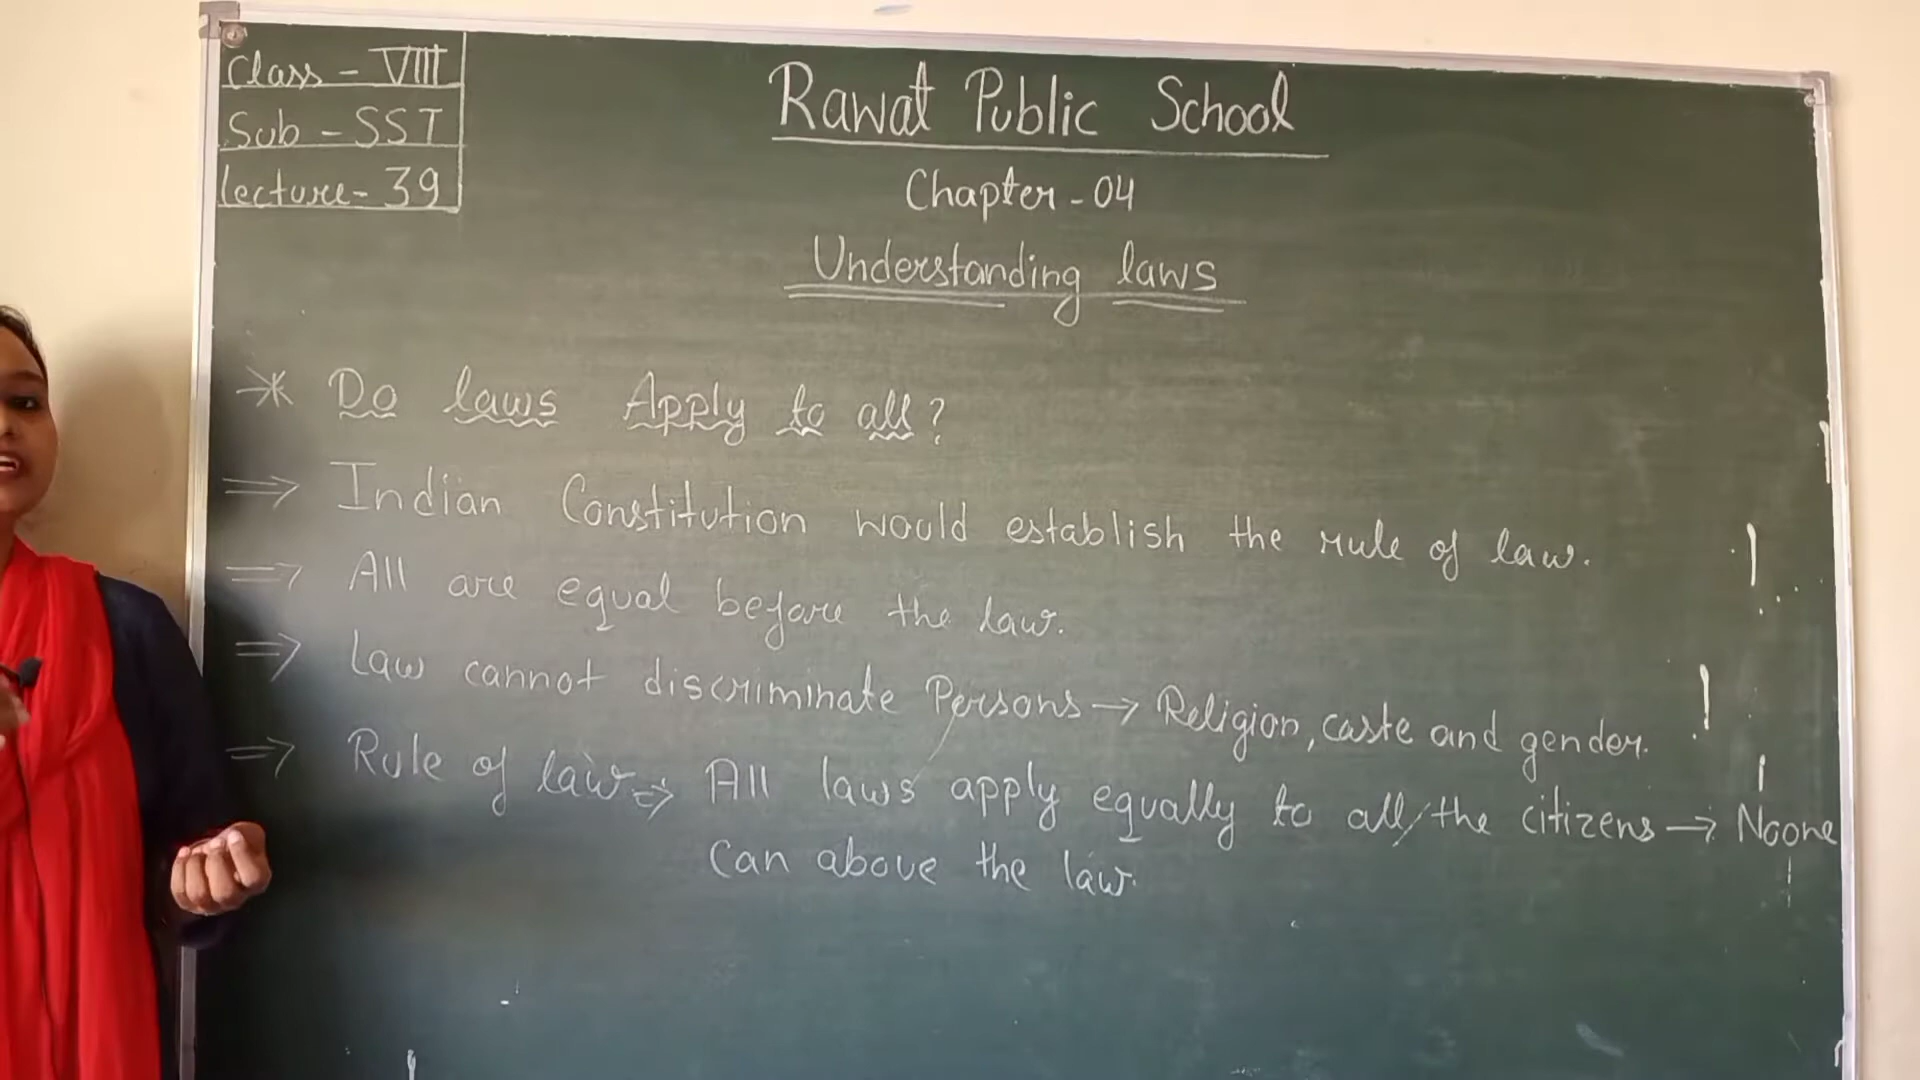 Class - VIII
Sub - SST
Lecture - 39
Rawat Public School
Chapter - 04
Understanding laws
* Do laws Apply to all?
⇒ Indian Constitution would establish the rule of law.
⇒ All are equal before the law.
⇒ Law cannot discriminate Persons → Religion, caste and gender.
⇒ Rule of law ⇒ All laws apply equally to all/the citizens → Noone
Can above the law.